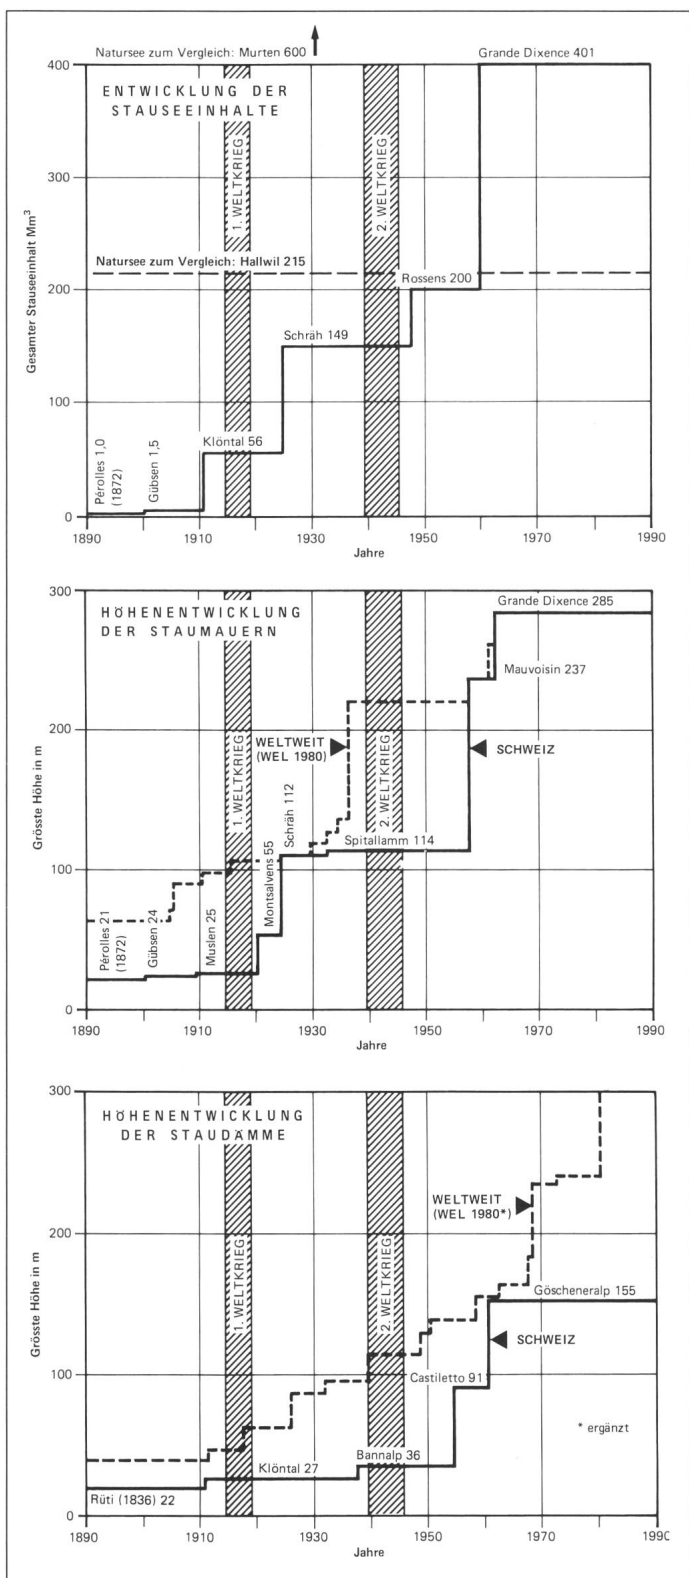 Natursee zum Vergleich: Murten 600
Grande Dixence 401
ENTWICKLUNG DER
STAUSEEINHALTE
Gesamter Stauseeinhalt Mm³
400
300
200
100
0
1. WELTKRIEG
2. WELTKRIEG
Natursee zum Vergleich: Hallwil 215
Rossens 200
Schräh 149
Klöntal 56
Pérolles 1,0
(1872)
Gübsen 1,5
1890
1910
1930
1950
1970
1990
Jahre
HÖHENENTWICKLUNG
DER STAUMAUERN
Grösste Höhe in m
300
200
100
0
Grande Dixence 285
Mauvoisin 237
WELTWEIT
(WEL 1980)
SCHWEIZ
1. WELTKRIEG
2. WELTKRIEG
Schräh 112
Spitallamm 114
Montsalvens 55
Pérolles 21
(1872)
Gübsen 24
Muslen 25
1890
1910
1930
1950
1970
1990
Jahre
HÖHENENTWICKLUNG
DER STAUDÄMME
Grösste Höhe in m
300
200
100
0
WELTWEIT
(WEL 1980*)
1. WELTKRIEG
2. WELTKRIEG
Göscheneralp 155
SCHWEIZ
Castiletto 91
* ergänzt
Bannalp 36
Klöntal 27
Rüti (1836) 22
1890
1910
1930
1950
1970
1990
Jahre